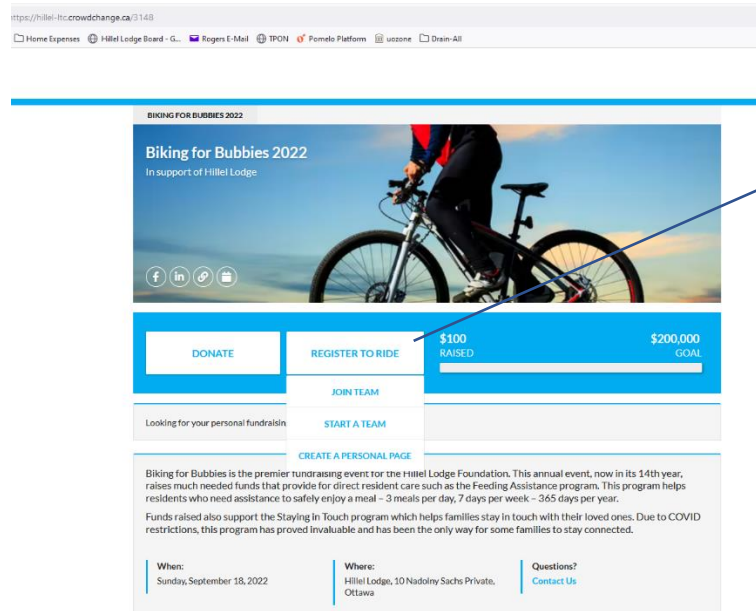 https://hillel-ltc.crowdchange.ca/3148
Home Expenses Hillel Lodge Board - G... Rogers E-Mail TPON Pomelo Platform uozone Drain-All
BIKING FOR BUBBIES 2022
Biking for Bubbies 2022
In support of Hillel Lodge
DONATE
REGISTER TO RIDE
$100
RAISED
$200,000
GOAL
JOIN TEAM
START A TEAM
CREATE A PERSONAL PAGE
Looking for your personal fundraisin
Biking for Bubbies is the premier fundraising event for the Hillel Lodge Foundation. This annual event, now in its 14th year,
raises much needed funds that provide for direct resident care such as the Feeding Assistance program. This program helps
residents who need assistance to safely enjoy a meal – 3 meals per day, 7 days per week – 365 days per year.
Funds raised also support the Staying in Touch program which helps families stay in touch with their loved ones. Due to COVID
restrictions, this program has proved invaluable and has been the only way for some families to stay connected.
When:
Sunday, September 18, 2022
Where:
Hillel Lodge, 10 Nadolny Sachs Private,
Ottawa
Questions?
Contact Us